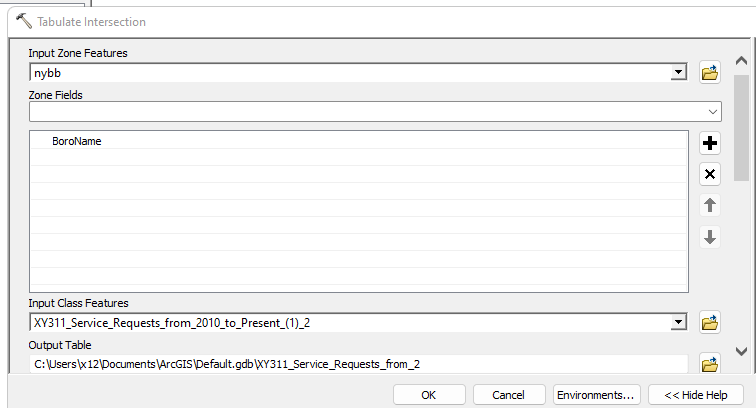 Tabulate Intersection
Input Zone Features
nybb
Zone Fields
BoroName
Input Class Features
XY311_Service_Requests_from_2010_to_Present_(1)_2
Output Table
C:\Users\x12\Documents\ArcGIS\Default.gdb\XY311_Service_Requests_from_2
OK
Cancel
Environments...
<< Hide Help